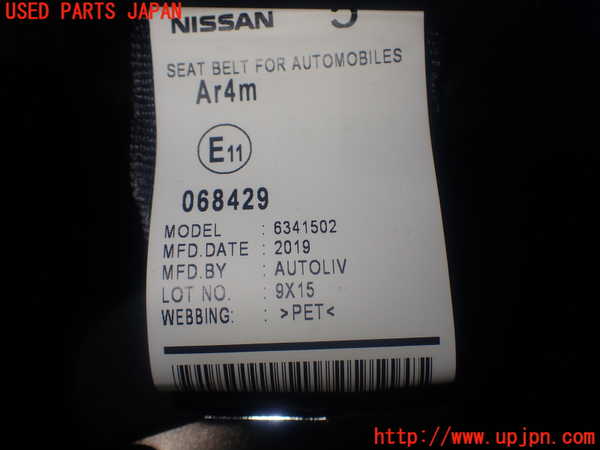 USED PARTS JAPAN
NISSAN
SEAT BELT FOR AUTOMOBILES
Ar4m
E11
068429
MODEL : 6341502
MFD.DATE : 2019
MFD.BY : AUTOLIV
LOT NO. : 9X15
WEBBING: : >PET<
http://www.upjpn.com/